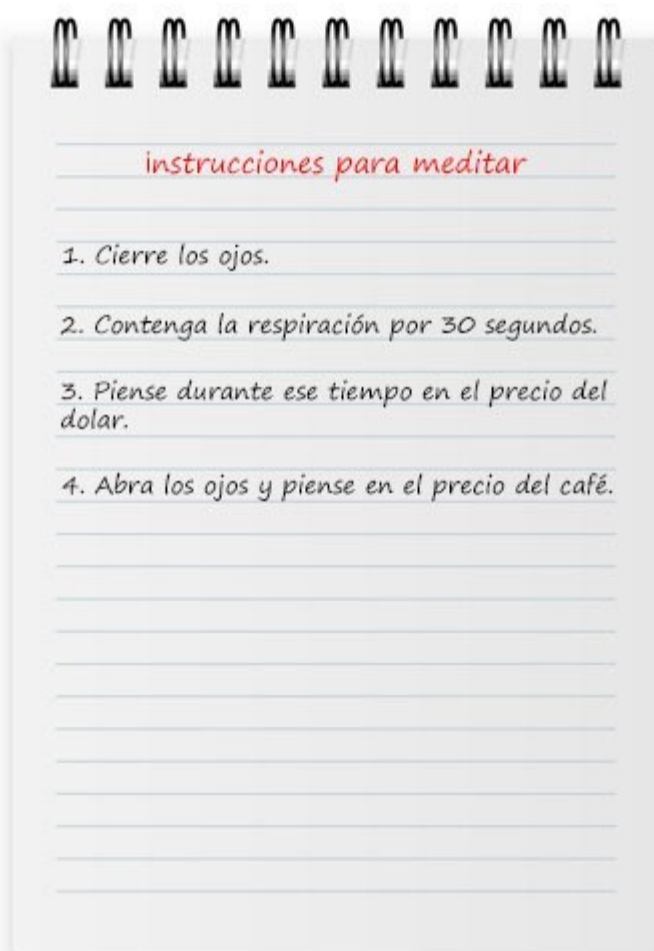 instrucciones para meditar
1. Cierre los ojos.
2. Contenga la respiración por 30 segundos.
3. Piense durante ese tiempo en el precio del
dolar.
4. Abra los ojos y piense en el precio del café.